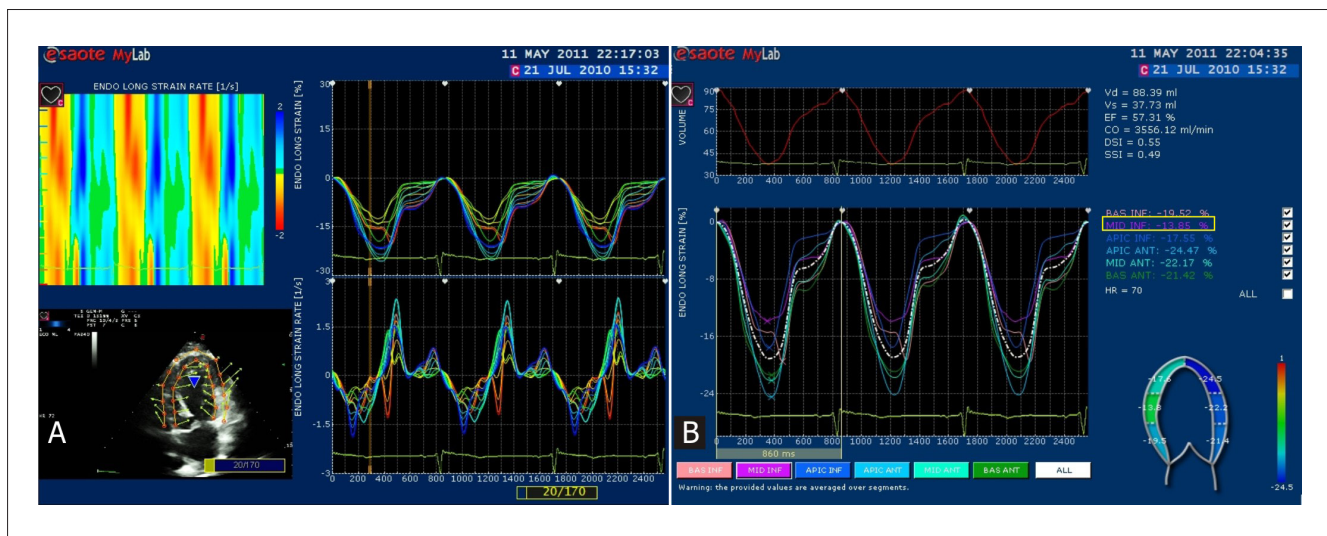 esaote MyLab
11 MAY 2011 22:17:03
C 21 JUL 2010 15:32
C
ENDO LONG STRAIN RATE [1/s]
2
-2
ENDO LONG STRAIN [%]
30
15
0
-15
-30
ENDO LONG STRAIN RATE [1/s]
3
1.5
0
-1.5
-3
0 200 400 600 800 1000 1200 1400 1600 1800 2000 2200 2400
20/170
20/170
A
esaote MyLab
11 MAY 2011 22:04:35
C 21 JUL 2010 15:32
C
VOLUME
90
75
60
45
30
0 200 400 600 800 1000 1200 1400 1600 1800 2000 2200 2400
Vd = 88.39 ml
Vs = 37.73 ml
EF = 57.31 %
CO = 3556.12 ml/min
DSI = 0.55
SSI = 0.49
ENDO LONG STRAIN [%]
0
-8
-16
-24
0 200 400 600 800 1000 1200 1400 1600 1800 2000 2200 2400
860 ms
BAS INF: -19.52 %
MID INF: -13.85 %
APIC INF: -17.55 %
APIC ANT: -24.47 %
MID ANT: -22.17 %
BAS ANT: -21.42 %
HR = 70
ALL
1
-24.5
-17.6
-24.5
-13.8
-22.2
-19.5
-21.4
B
BAS INF MID INF APIC INF APIC ANT MID ANT BAS ANT ALL
Warning: the provided values are averaged over segments.